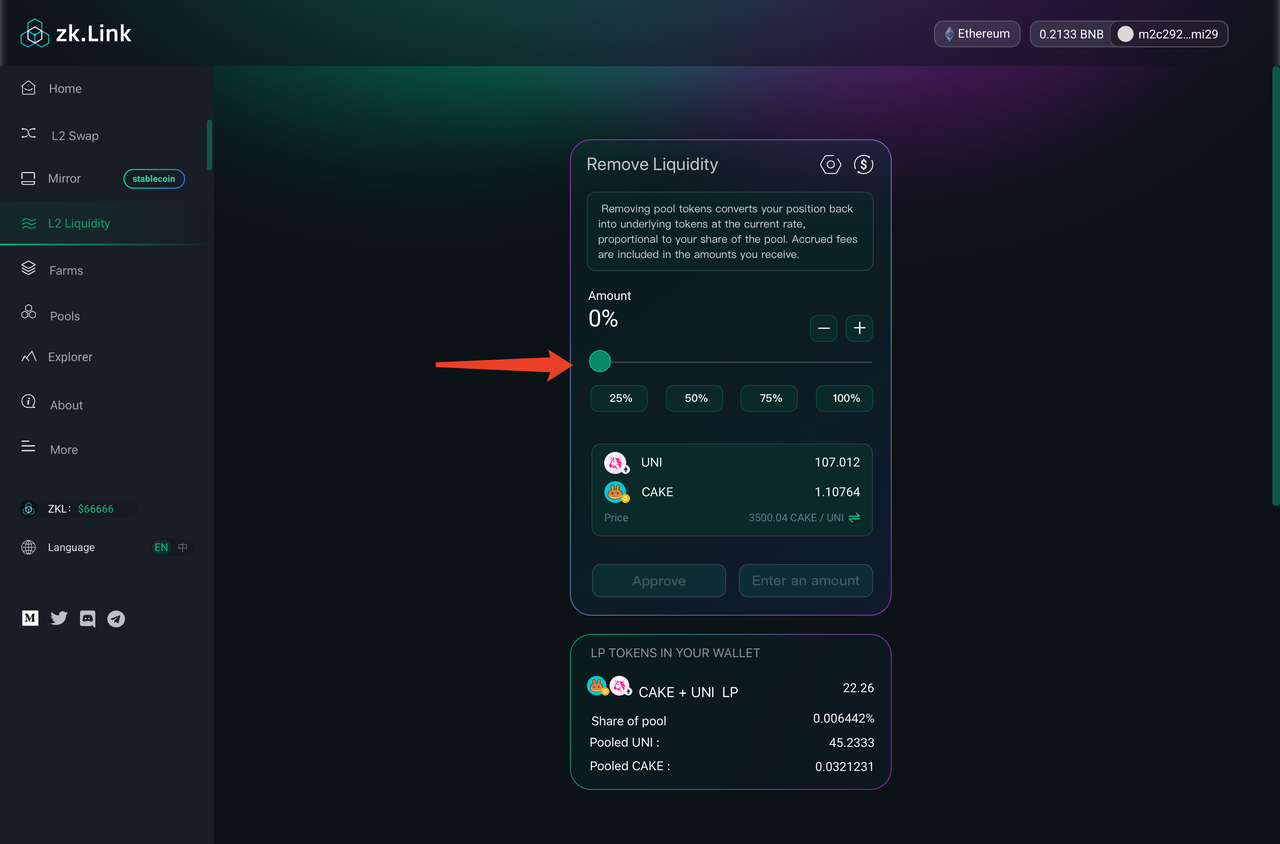 zk.Link
Ethereum
0.2133 BNB
m2c292...mi29
Home
L2 Swap
Mirror
stablecoin
L2 Liquidity
Farms
Pools
Explorer
About
More
ZKL: $66666
Language
EN 中
M
Remove Liquidity
Removing pool tokens converts your position back
into underlying tokens at the current rate,
proportional to your share of the pool. Accrued fees
are included in the amounts you receive.
Amount
0%
25% 50% 75% 100%
UNI 107.012
CAKE 1.10764
Price 3500.04 CAKE / UNI
Approve Enter an amount
LP TOKENS IN YOUR WALLET
CAKE + UNI LP 22.26
Share of pool 0.006442%
Pooled UNI : 45.2333
Pooled CAKE : 0.0321231